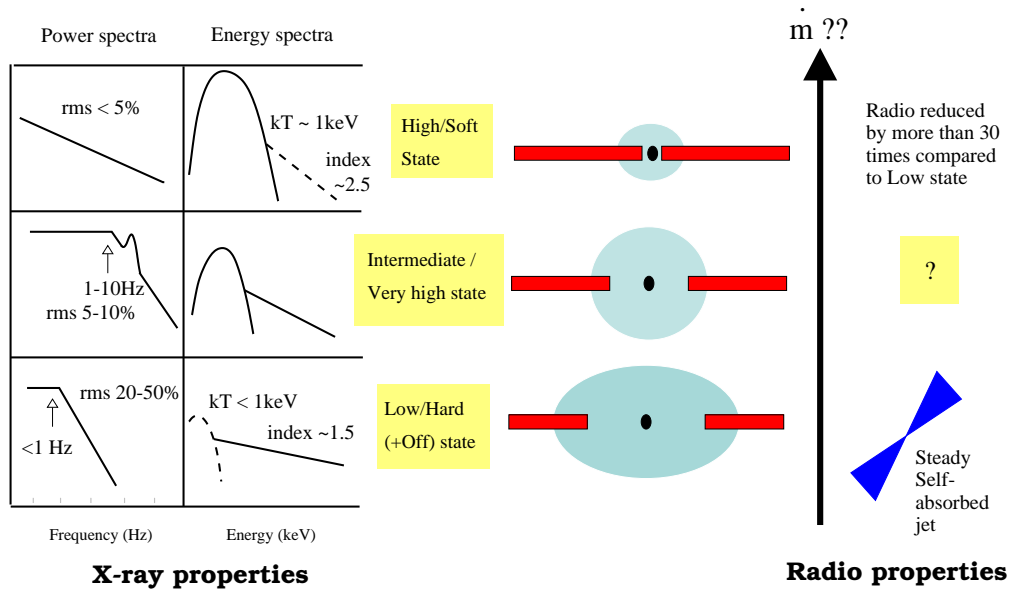 Power spectra
Energy spectra
ṁ ??
rms < 5%
kT ~ 1keV
index
~2.5
High/Soft
State
Radio reduced
by more than 30
times compared
to Low state
1-10Hz
rms 5-10%
Intermediate /
Very high state
?
rms 20-50%
<1 Hz
kT < 1keV
index ~1.5
Low/Hard
(+Off) state
Steady
Self-
absorbed
jet
Frequency (Hz)
Energy (keV)
X-ray properties
Radio properties